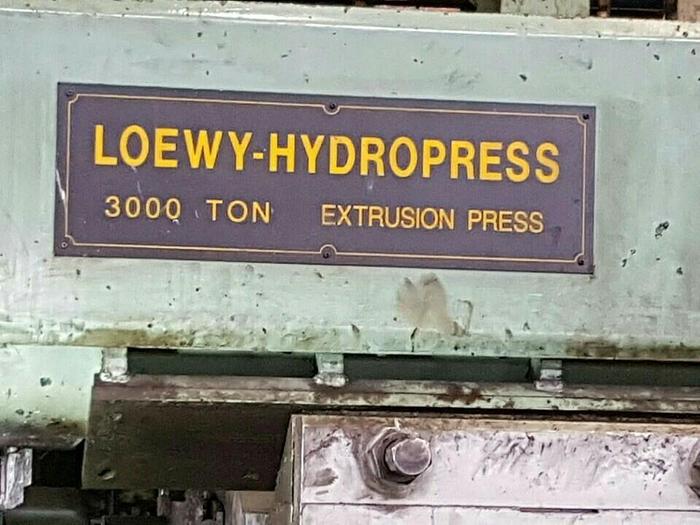 LOEWY-HYDROPRESS
3000 TON EXTRUSION PRESS